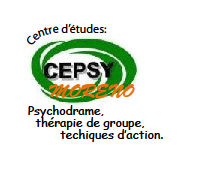 Centre d'études:
CEPSY
MORENO
Psychodrame,
thérapie de groupe,
techiques d'action.